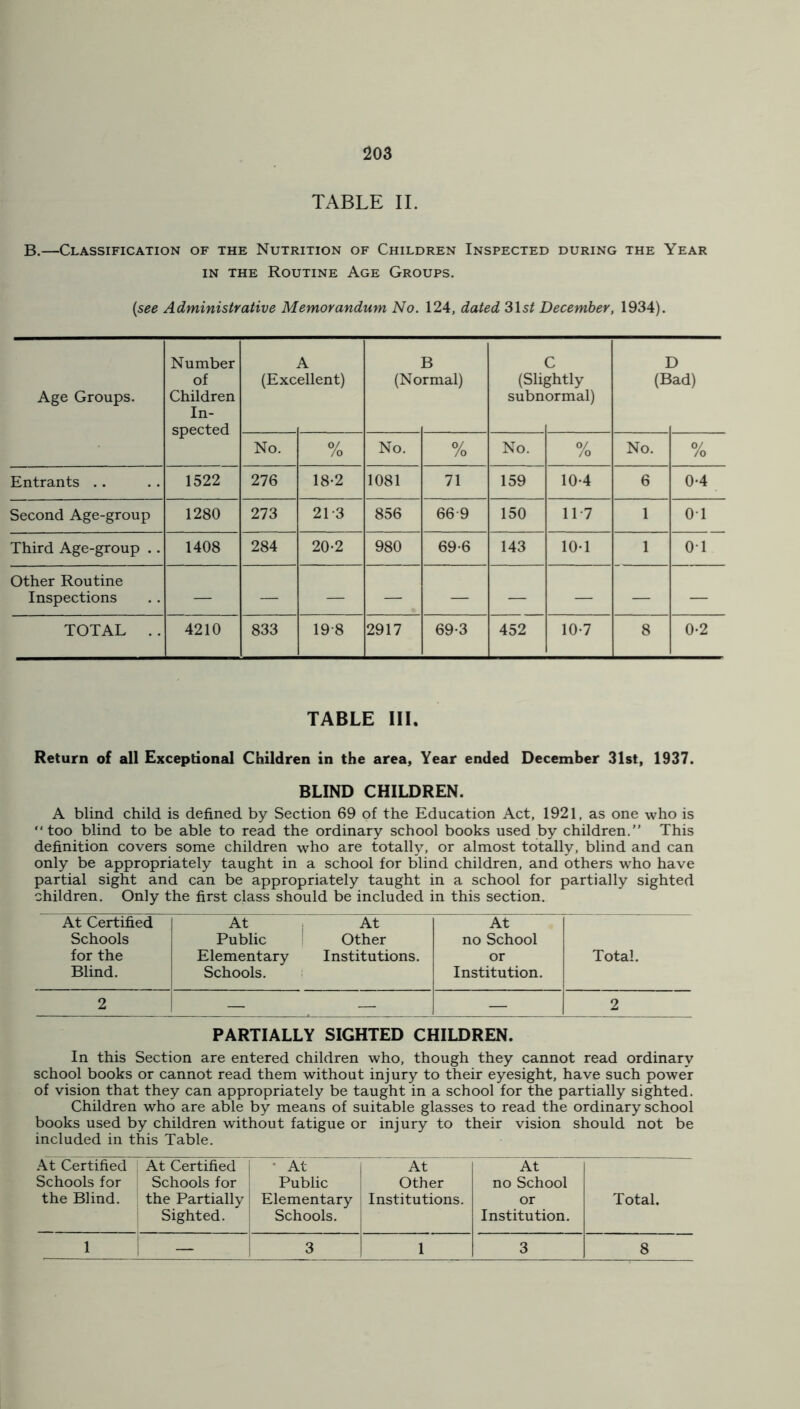 203
TABLE II.
B.—Classification of the Nutrition of Children Inspected during the Year
in the Routine Age Groups.
(see Administrative Memorandum No. 124, dated 31st December, 1934).
Age Groups. | Number of Children In- spected | A (Excellent) | B (Normal) | C (Slightly subnormal) | D (Bad)
No. | % | No. | % | No. | % | No. | %
Entrants .. .. | 1522 | 276 | 18·2 | 1081 | 71 | 159 | 10·4 | 6 | 0·4
Second Age-group | 1280 | 273 | 21·3 | 856 | 66·9 | 150 | 11·7 | 1 | 0·1
Third Age-group .. | 1408 | 284 | 20·2 | 980 | 69·6 | 143 | 10·1 | 1 | 0·1
Other Routine
Inspections .. | — | — | — | — | — | — | — | — | —
TOTAL .. | 4210 | 833 | 19·8 | 2917 | 69·3 | 452 | 10·7 | 8 | 0·2
TABLE III.
Return of all Exceptional Children in the area, Year ended December 31st, 1937.
BLIND CHILDREN.
A blind child is defined by Section 69 of the Education Act, 1921, as one who is
"too blind to be able to read the ordinary school books used by children." This
definition covers some children who are totally, or almost totally, blind and can
only be appropriately taught in a school for blind children, and others who have
partial sight and can be appropriately taught in a school for partially sighted
children. Only the first class should be included in this section.
At Certified | At | At | At
Schools | Public | Other | no School
for the | Elementary | Institutions. | or | Total.
Blind. | Schools. | Institution.
2 | — | — | — | 2
PARTIALLY SIGHTED CHILDREN.
In this Section are entered children who, though they cannot read ordinary
school books or cannot read them without injury to their eyesight, have such power
of vision that they can appropriately be taught in a school for the partially sighted.
Children who are able by means of suitable glasses to read the ordinary school
books used by children without fatigue or injury to their vision should not be
included in this Table.
At Certified | At Certified | At | At | At
Schools for | Schools for | Public | Other | no School
the Blind. | the Partially | Elementary | Institutions. | or | Total.
Sighted. | Schools. | Institution.
1 | — | 3 | 1 | 3 | 8